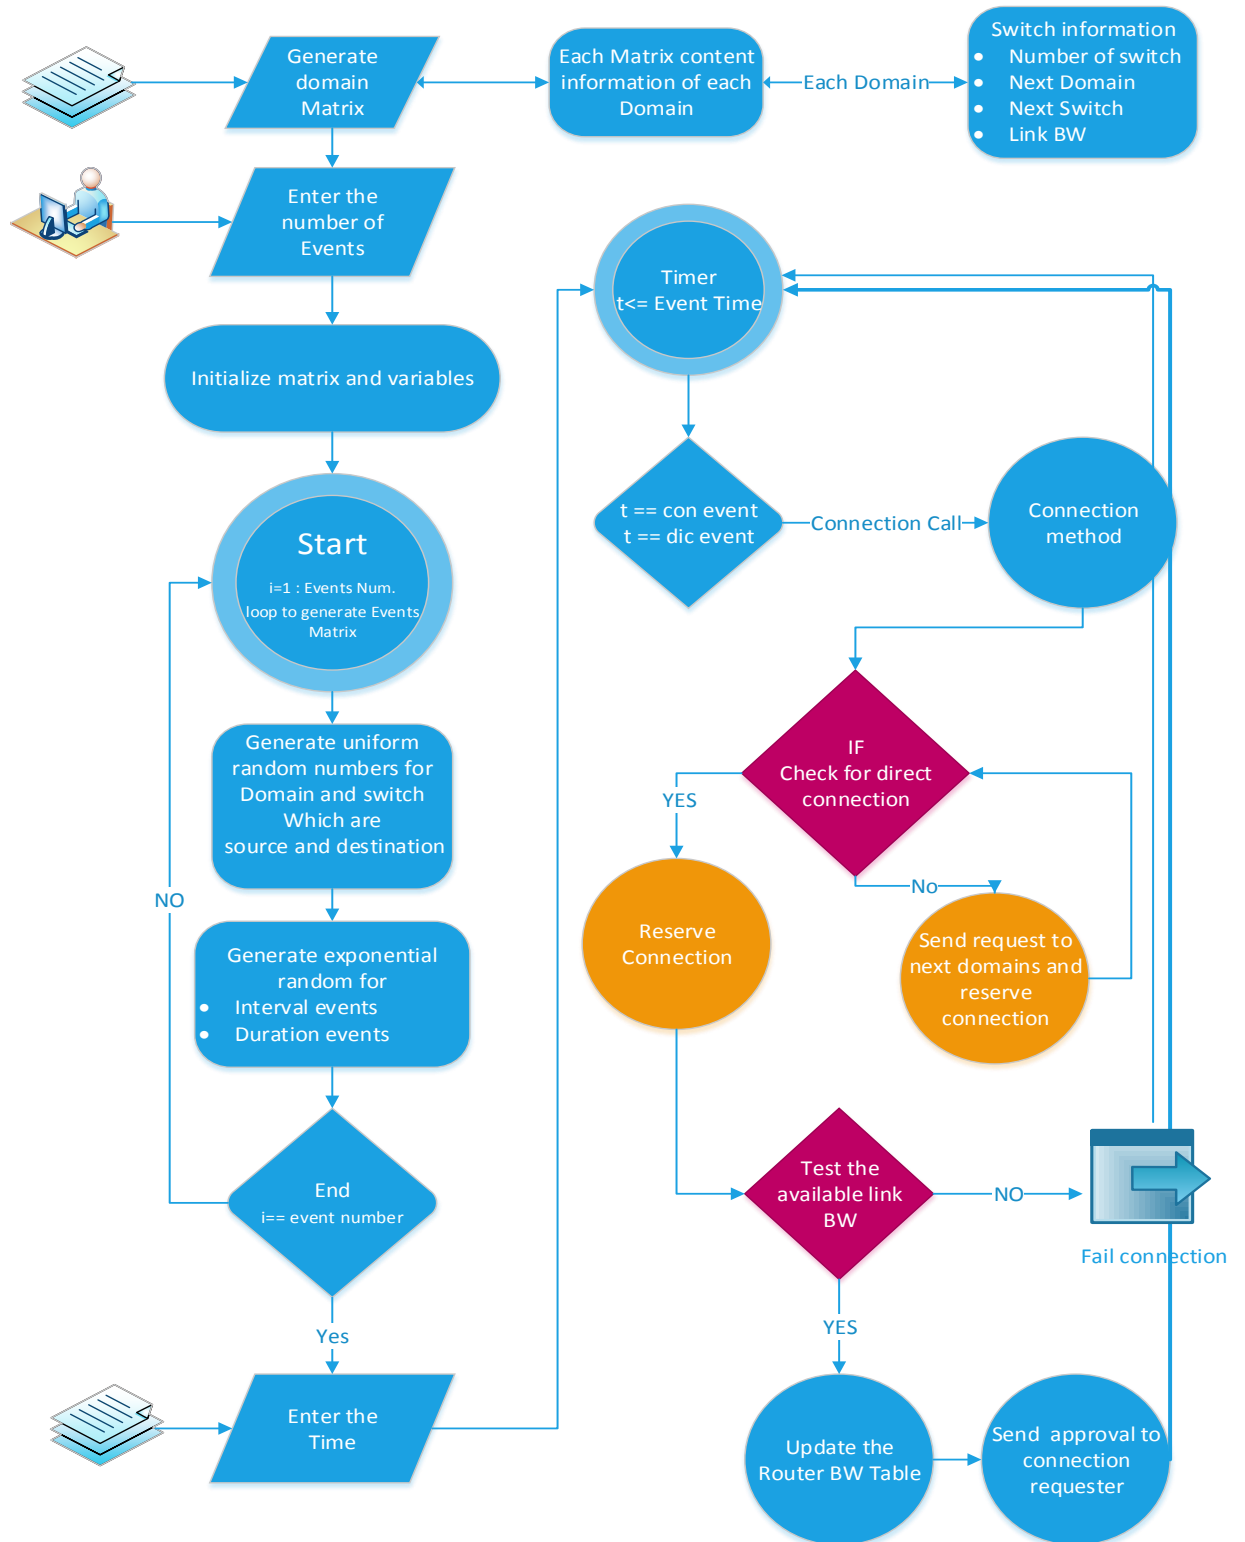 Generate
domain
Matrix
Each Matrix content
information of each
Domain
Each Domain
Switch information
• Number of switch
• Next Domain
• Next Switch
• Link BW
Enter the
number of
Events
Initialize matrix and variables
Start
i=1 : Events Num.
loop to generate Events
Matrix
Generate uniform
random numbers for
Domain and switch
Which are
source and destination
NO
Generate exponential
random for
• Interval events
• Duration events
End
i== event number
Yes
Enter the
Time
Timer
t<= Event Time
t == con event
t == dic event
Connection Call
Connection
method
IF
Check for direct
connection
YES
No
Reserve
Connection
Send request to
next domains and
reserve
connection
Test the
available link
BW
NO
Fail connection
YES
Update the
Router BW Table
Send approval to
connection
requester